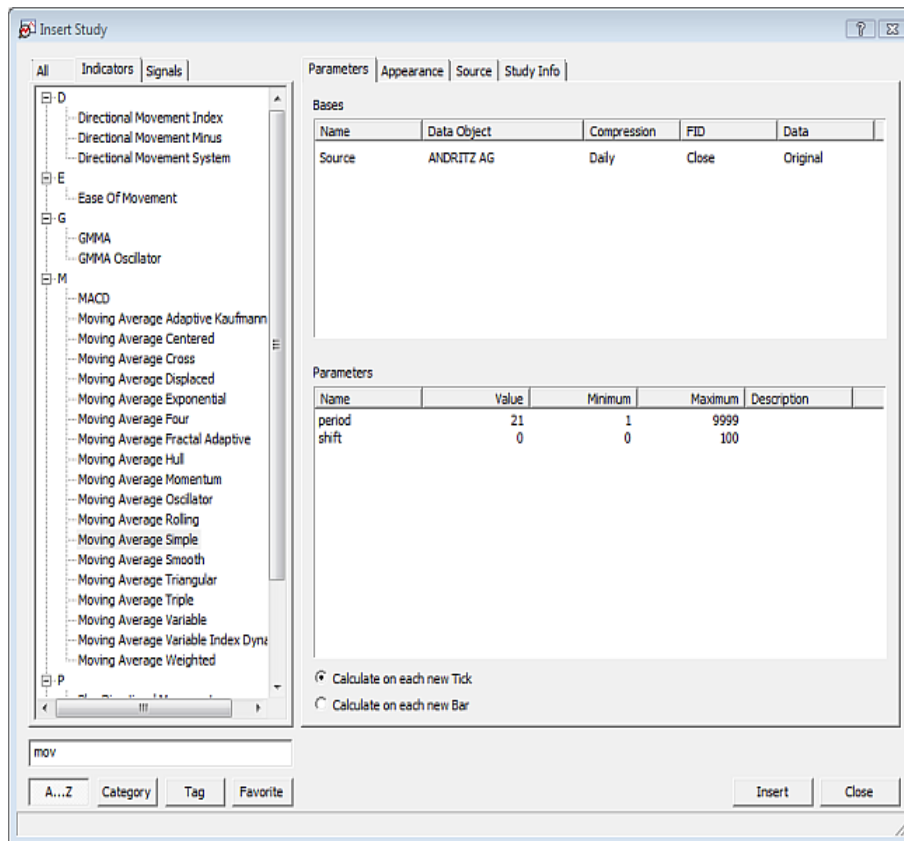 Insert Study
All Indicators Signals
D
Directional Movement Index
Directional Movement Minus
Directional Movement System
E
Ease Of Movement
G
GMMA
GMMA Oscillator
M
MACD
Moving Average Adaptive Kaufmann
Moving Average Centered
Moving Average Cross
Moving Average Displaced
Moving Average Exponential
Moving Average Four
Moving Average Fractal Adaptive
Moving Average Hull
Moving Average Momentum
Moving Average Oscillator
Moving Average Rolling
Moving Average Simple
Moving Average Smooth
Moving Average Triangular
Moving Average Triple
Moving Average Variable
Moving Average Variable Index Dyna
Moving Average Weighted
P
mov
A...Z Category Tag Favorite
Parameters Appearance Source Study Info
Bases
Name Data Object Compression FID Data
Source ANDRITZ AG Daily Close Original
Parameters
Name Value Minimum Maximum Description
period 21 1 9999
shift 0 0 100
Calculate on each new Tick
Calculate on each new Bar
Insert Close